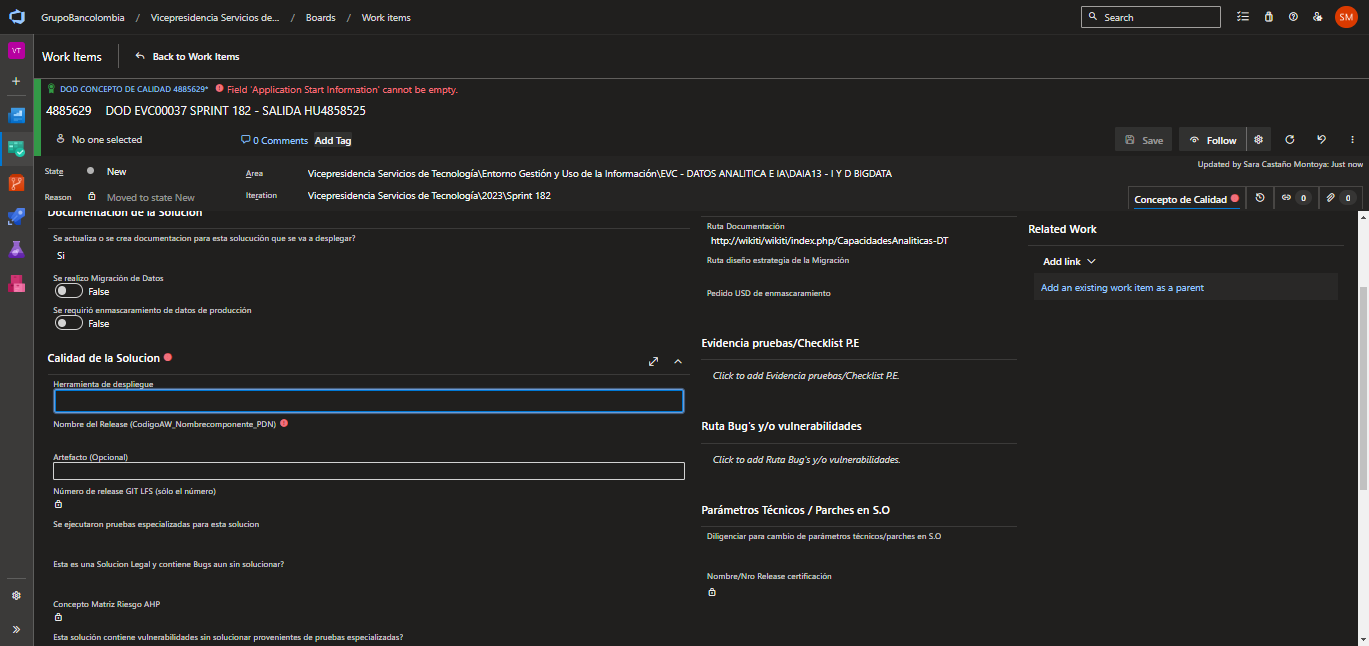 GrupoBancolombia / Vicepresidencia Servicios de... / Boards / Work items
Search
SM
VT
Work Items
Back to Work Items
DOD CONCEPTO DE CALIDAD 4885629*
Field 'Application Start Information' cannot be empty.
4885629 DOD EVC00037 SPRINT 182 - SALIDA HU4858525
No one selected
0 Comments
Add Tag
Save
Follow
Updated by Sara Castaño Montoya: Just now
State
New
Area
Vicepresidencia Servicios de Tecnología\Entorno Gestión y Uso de la Información\EVC - DATOS ANALITICA E IA\DAIA13 - I Y D BIGDATA
Reason
Moved to state New
Iteration
Vicepresidencia Servicios de Tecnología\2023\Sprint 182
Concepto de Calidad
0
0
Documentacion de la Solucion
Se actualiza o se crea documentacion para esta solucución que se va a desplegar?
Si
Se realizo Migración de Datos
False
Se requirió enmascaramiento de datos de producción
False
Calidad de la Solucion
Herramienta de despliegue
Nombre del Release (CodigoAW_Nombrecomponente_PDN)
Artefacto (Opcional)
Número de release GIT LFS (sólo el número)
Se ejecutaron pruebas especializadas para esta solucion
Esta es una Solucion Legal y contiene Bugs aun sin solucionar?
Concepto Matriz Riesgo AHP
Esta solución contiene vulnerabilidades sin solucionar provenientes de pruebas especializadas?
Ruta Documentación
http://wikiti/wikiti/index.php/CapacidadesAnaliticas-DT
Ruta diseño estrategia de la Migración
Pedido USD de enmascaramiento
Evidencia pruebas/Checklist P.E
Click to add Evidencia pruebas/Checklist P.E.
Ruta Bug's y/o vulnerabilidades
Click to add Ruta Bug's y/o vulnerabilidades.
Parámetros Técnicos / Parches en S.O
Diligenciar para cambio de parámetros técnicos/parches en S.O
Nombre/Nro Release certificación
Related Work
Add link
Add an existing work item as a parent